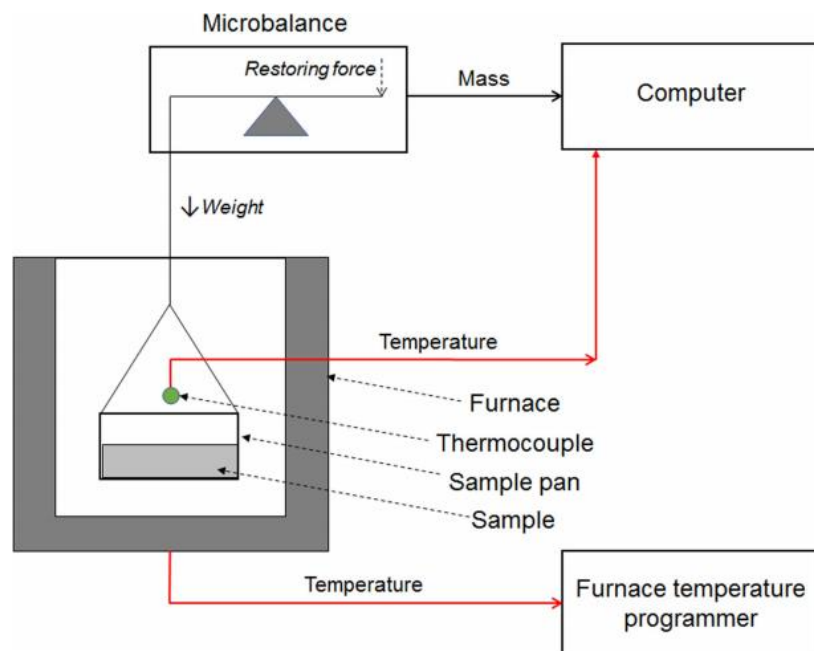 Microbalance
Restoring force
Mass
Computer
Weight
Temperature
Furnace
Thermocouple
Sample pan
Sample
Temperature
Furnace temperature
programmer